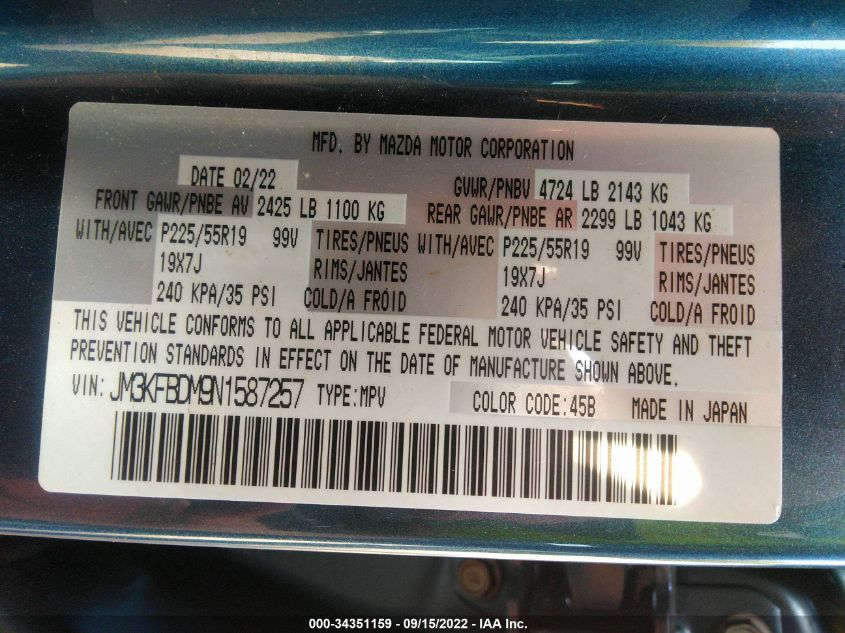 MFD. BY MAZDA MOTOR CORPORATION
DATE 02/22 GVWR/PNBV 4724 LB 2143 KG
FRONT GAWR/PNBE AV 2425 LB 1100 KG REAR GAWR/PNBE AR 2299 LB 1043 KG
WITH/AVEC P225/55R19 99V TIRES/PNEUS WITH/AVEC P225/55R19 99V TIRES/PNEUS
19X7J RIMS/JANTES 19X7J RIMS/JANTES
240 KPA/35 PSI COLD/A FROID 240 KPA/35 PSI COLD/A FROID
THIS VEHICLE CONFORMS TO ALL APPLICABLE FEDERAL MOTOR VEHICLE SAFETY AND THEFT
PREVENTION STANDARDS IN EFFECT ON THE DATE OF MANUFACTURE SHOWN ABOVE.
VIN: JM3KFBDM9N1587257 TYPE:MPV COLOR CODE:45B MADE IN JAPAN
000-34351159 - 09/15/2022 - IAA Inc.